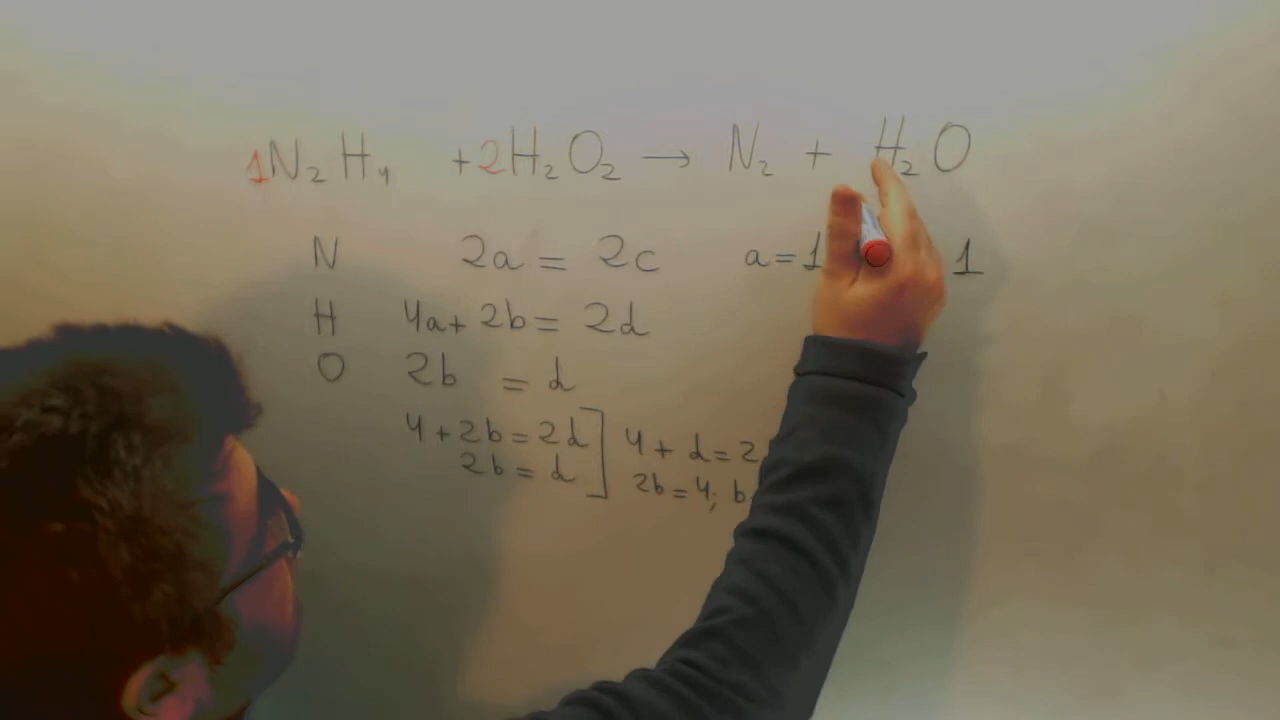 1N₂H₄ + 2H₂O₂ → N₂ + H₂O
N 2a = 2c a=1 1
H 4a+2b= 2d
O 2b = d
4+2b=2d ] 4+d=2
2b=d 2b=4; b